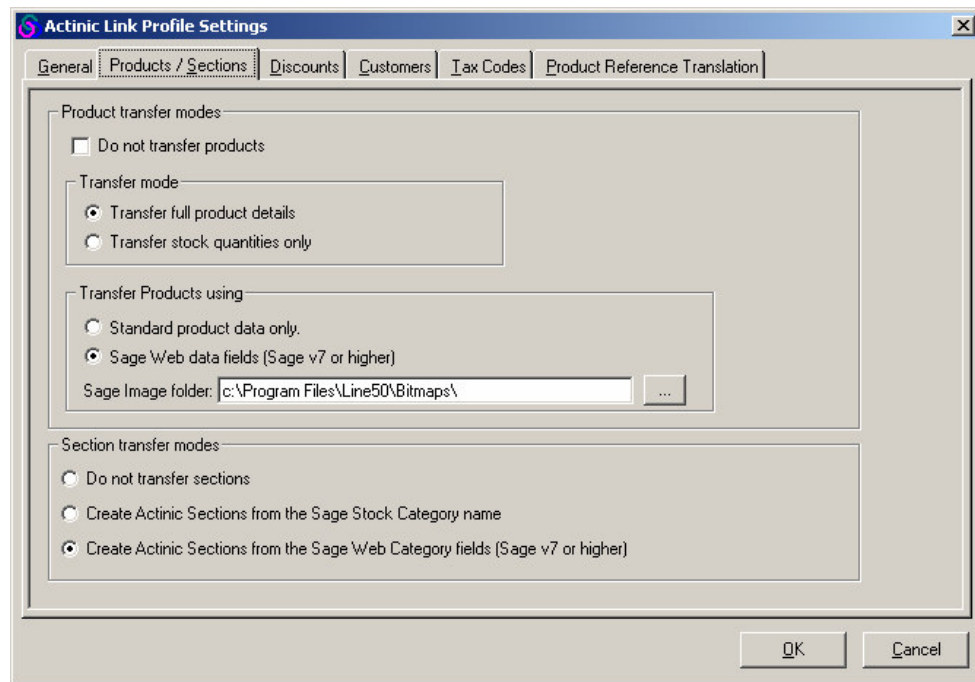 Actinic Link Profile Settings
General Products / Sections Discounts Customers Tax Codes Product Reference Translation
Product transfer modes
Do not transfer products
Transfer mode
Transfer full product details
Transfer stock quantities only
Transfer Products using
Standard product data only.
Sage Web data fields (Sage v7 or higher)
Sage Image folder: c:\Program Files\Line50\Bitmaps\ ...
Section transfer modes
Do not transfer sections
Create Actinic Sections from the Sage Stock Category name
Create Actinic Sections from the Sage Web Category fields (Sage v7 or higher)
OK Cancel